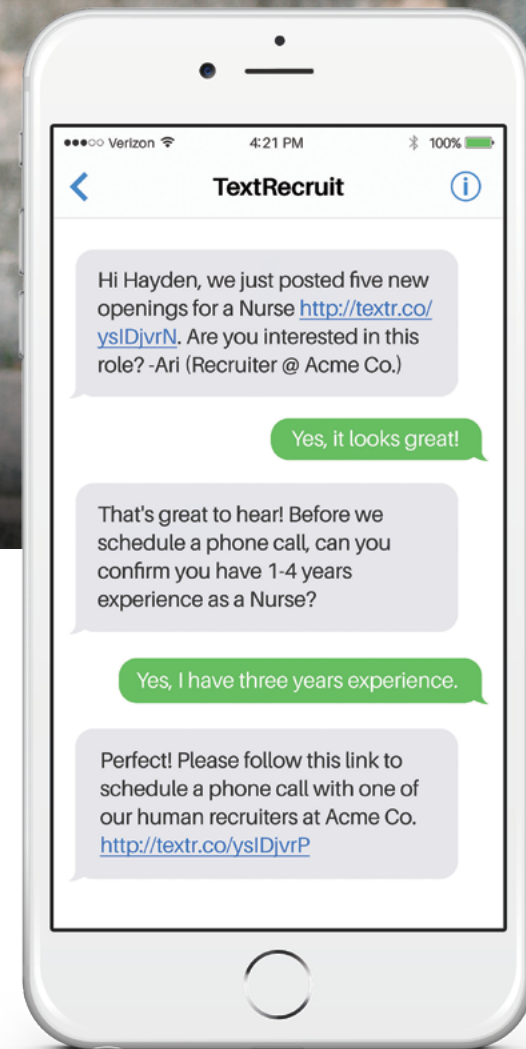 Verizon 4:21 PM 100%
TextRecruit
Hi Hayden, we just posted five new
openings for a Nurse http://textr.co/
yslDjvrN. Are you interested in this
role? -Ari (Recruiter @ Acme Co.)
Yes, it looks great!
That's great to hear! Before we
schedule a phone call, can you
confirm you have 1-4 years
experience as a Nurse?
Yes, I have three years experience.
Perfect! Please follow this link to
schedule a phone call with one of
our human recruiters at Acme Co.
http://textr.co/yslDjvrP